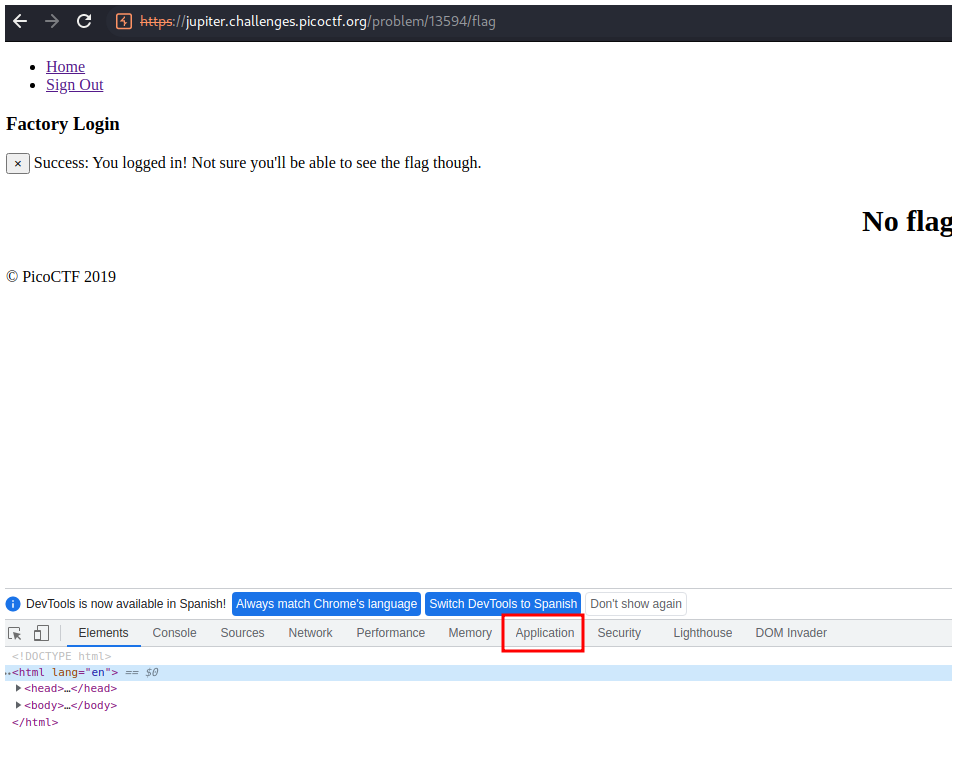 https://jupiter.challenges.picoctf.org/problem/13594/flag
Home
Sign Out
Factory Login
× Success: You logged in! Not sure you'll be able to see the flag though.
No flag
© PicoCTF 2019
DevTools is now available in Spanish! Always match Chrome's language Switch DevTools to Spanish Don't show again
Elements Console Sources Network Performance Memory Application Security Lighthouse DOM Invader
<!DOCTYPE html>
<html lang="en"> == $0
<head>…</head>
<body>…</body>
</html>